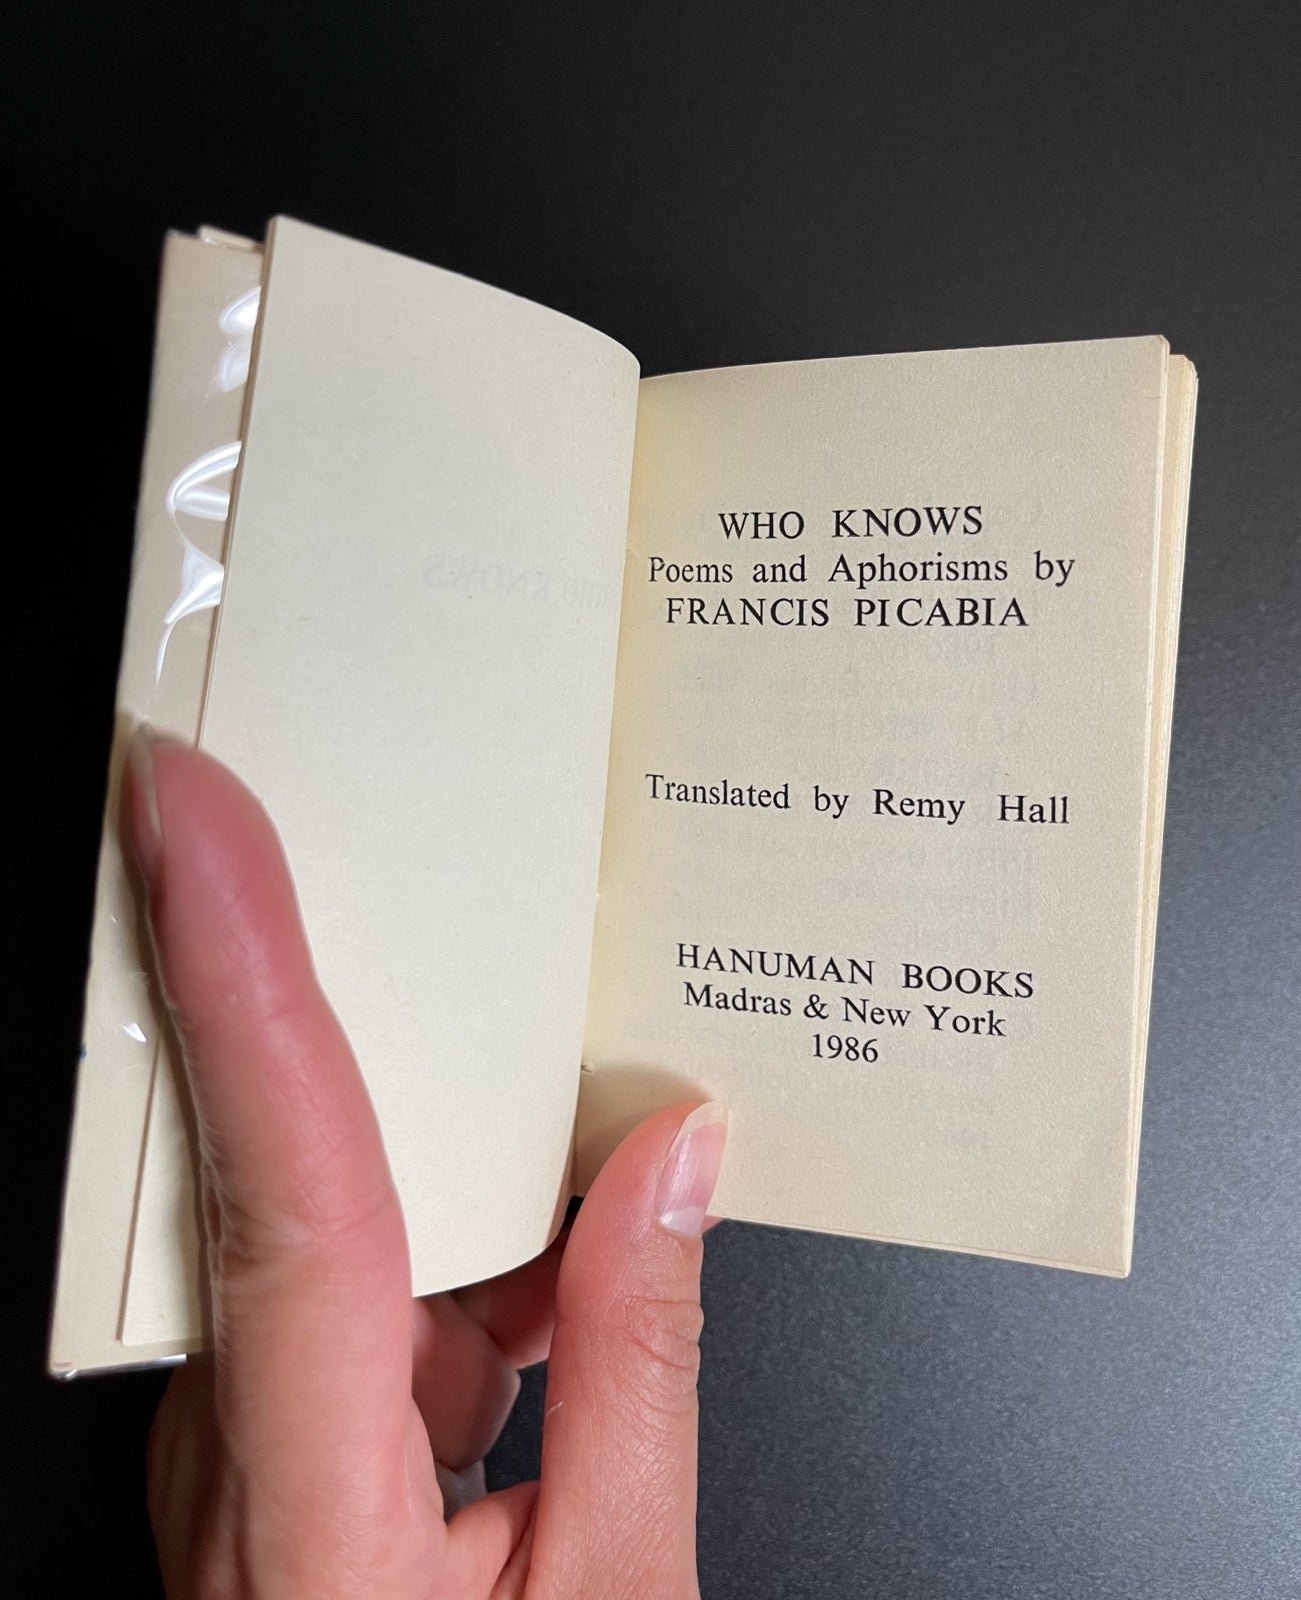 WHO KNOWS
Poems and Aphorisms by
FRANCIS PICABIA
Translated by Remy Hall
HANUMAN BOOKS
Madras & New York
1986